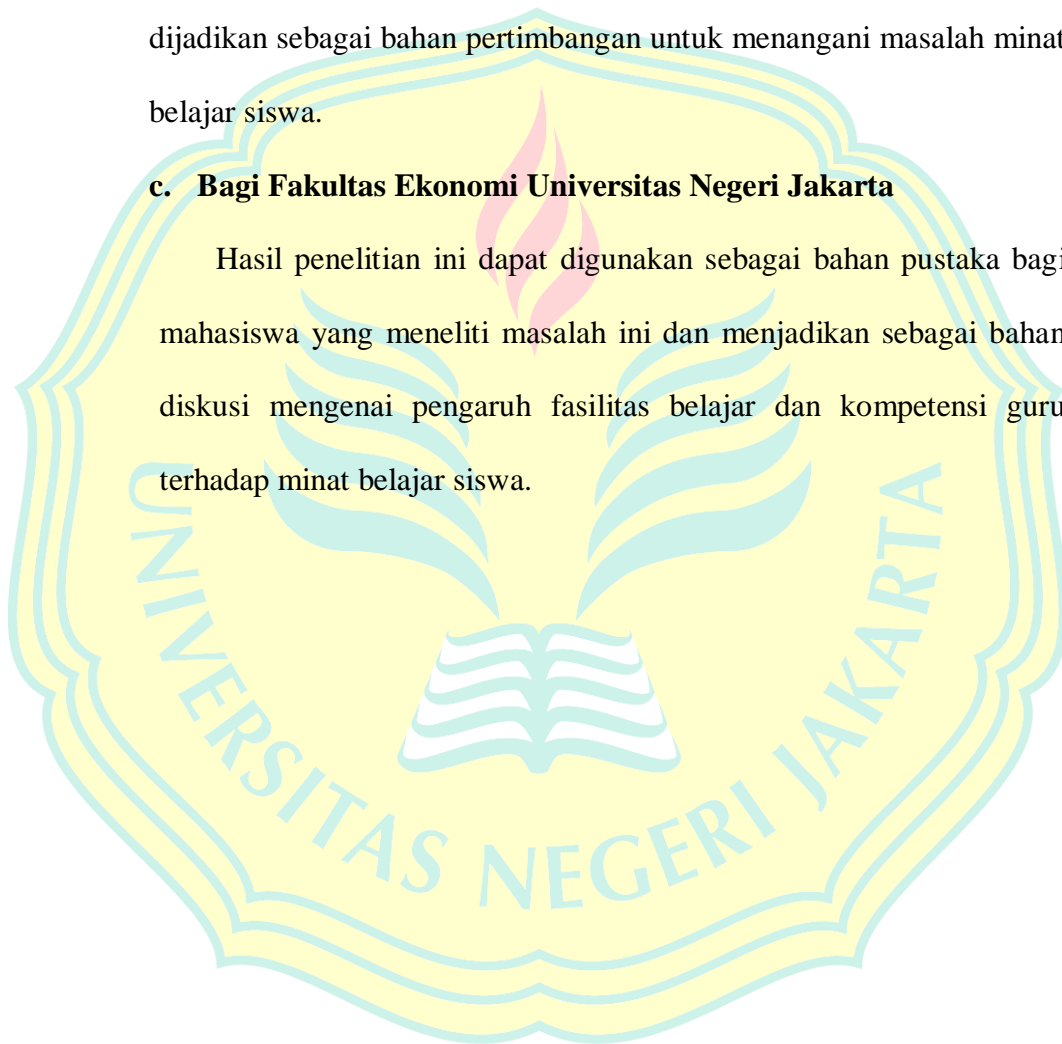 dijadikan sebagai bahan pertimbangan untuk menangani masalah minat
belajar siswa.
c. Bagi Fakultas Ekonomi Universitas Negeri Jakarta
Hasil penelitian ini dapat digunakan sebagai bahan pustaka bagi
mahasiswa yang meneliti masalah ini dan menjadikan sebagai bahan
diskusi mengenai pengaruh fasilitas belajar dan kompetensi guru
terhadap minat belajar siswa.
UNIVERSITAS NEGERI JAKARTA